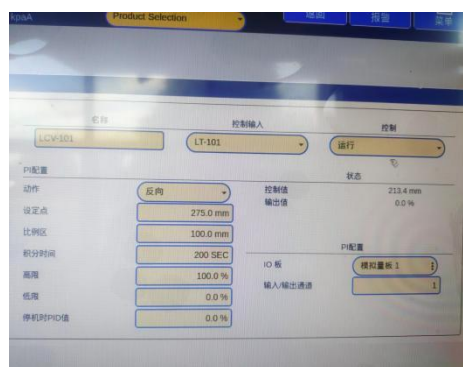 kpaA Product Selection 趋势 报警 菜单
名称 控制输入 控制
LCV-101 LT-101 运行
PI配置 状态
动作 反向 控制值 213.4 mm
设定点 275.0 mm 输出值 0.0 %
比例区 100.0 mm
积分时间 200 SEC PI配置
高限 100.0 % IO 板 模拟量板 1
低限 0.0 % 输入/输出通道 1
停机时PID值 0.0 %